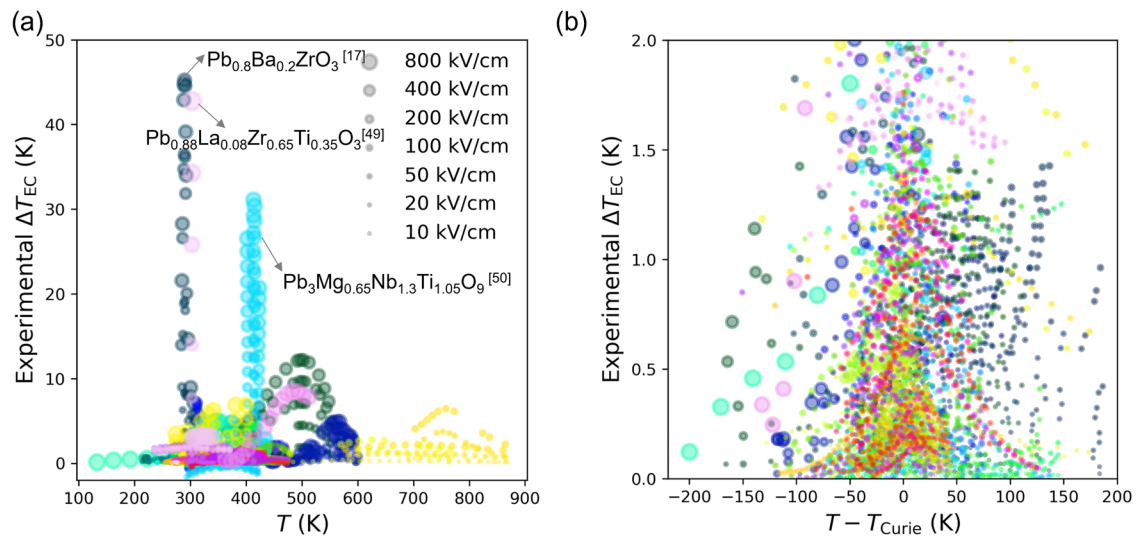 (a)
50
40
30
20
10
0
Experimental ΔT_EC (K)
Pb₀.₈Ba₀.₂ZrO₃ [17]
Pb₀.₈₈La₀.₀₈Zr₀.₆₅Ti₀.₃₅O₃[49]
Pb₃Mg₀.₆₅Nb₁.₃Ti₁.₀₅O₉ [50]
800 kV/cm
400 kV/cm
200 kV/cm
100 kV/cm
50 kV/cm
20 kV/cm
10 kV/cm
100 200 300 400 500 600 700 800 900
T (K)
(b)
2.0
1.5
1.0
0.5
0.0
Experimental ΔT_EC (K)
−200 −150 −100 −50 0 50 100 150 200
T − T_Curie (K)